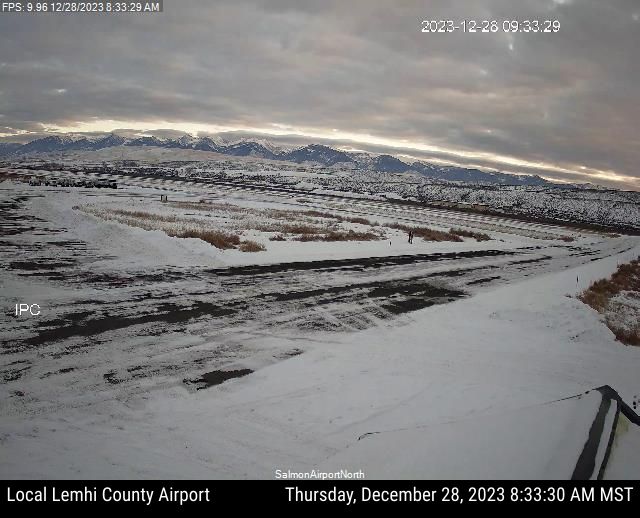 FPS: 9.96 12/28/2023 8:33:29 AM
2023-12-28 09:33:29
IPC
SalmonAirportNorth
Local Lemhi County Airport
Thursday, December 28, 2023 8:33:30 AM MST